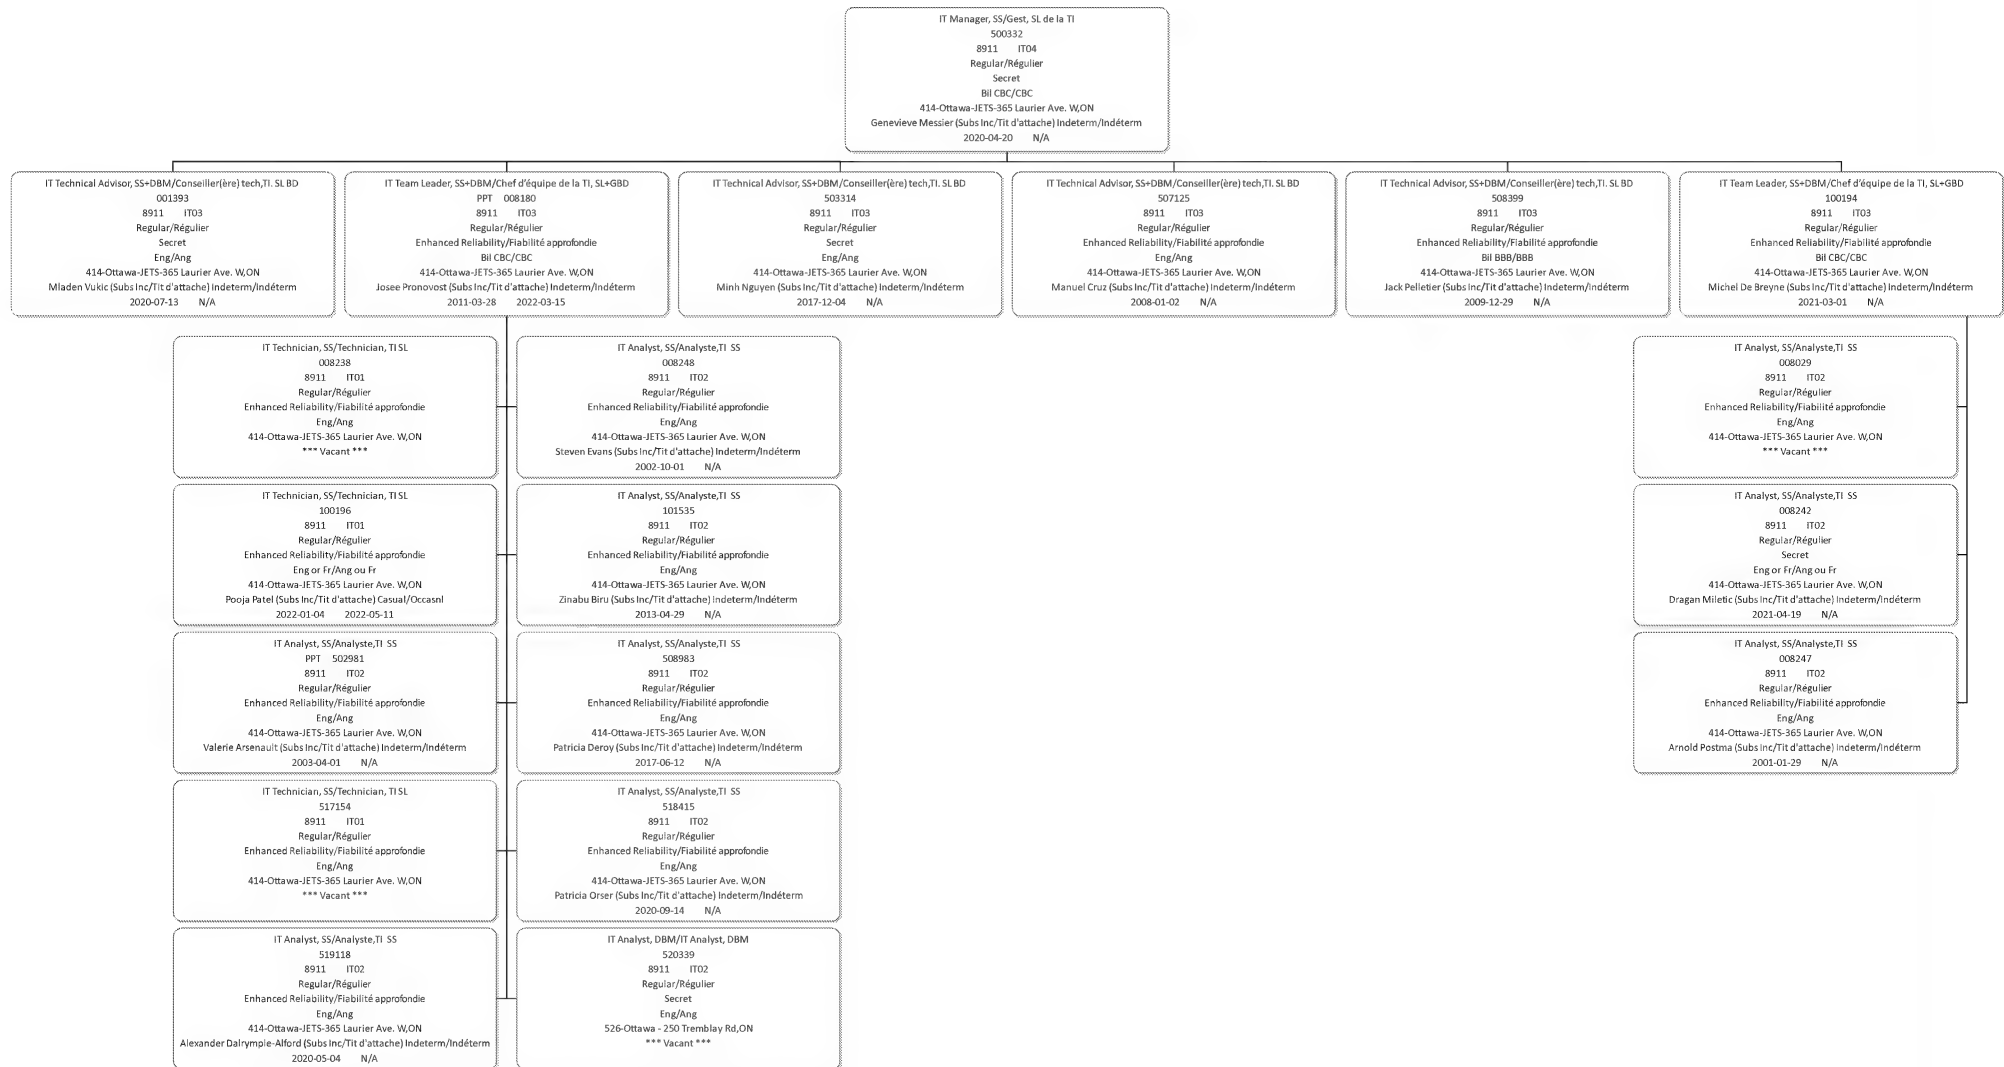 IT Manager, SS/Gest, SL de la TI
500332
8911 IT04
Regular/Régulier
Secret
Bil CBC/CBC
414-Ottawa-JETS-365 Laurier Ave. W,ON
Genevieve Messier (Subs Inc/Tit d'attache) Indeterm/Indéterm
2020-04-20 N/A
IT Technical Advisor, SS+DBM/Conseiller(ère) tech,TI. SL BD
001393
8911 IT03
Regular/Régulier
Secret
Eng/Ang
414-Ottawa-JETS-365 Laurier Ave. W,ON
Mladen Vukic (Subs Inc/Tit d'attache) Indeterm/Indéterm
2020-07-13 N/A
IT Team Leader, SS+DBM/Chef d'équipe de la TI, SL+GBD
PPT 008180
8911 IT03
Regular/Régulier
Enhanced Reliability/Fiabilité approfondie
Bil CBC/CBC
414-Ottawa-JETS-365 Laurier Ave. W,ON
Josee Pronovost (Subs Inc/Tit d'attache) Indeterm/Indéterm
2011-03-28 2022-03-15
IT Technical Advisor, SS+DBM/Conseiller(ère) tech,TI. SL BD
503314
8911 IT03
Regular/Régulier
Secret
Eng/Ang
414-Ottawa-JETS-365 Laurier Ave. W,ON
Minh Nguyen (Subs Inc/Tit d'attache) Indeterm/Indéterm
2017-12-04 N/A
IT Technical Advisor, SS+DBM/Conseiller(ère) tech,TI. SL BD
507125
8911 IT03
Regular/Régulier
Enhanced Reliability/Fiabilité approfondie
Eng/Ang
414-Ottawa-JETS-365 Laurier Ave. W,ON
Manuel Cruz (Subs Inc/Tit d'attache) Indeterm/Indéterm
2008-01-02 N/A
IT Technical Advisor, SS+DBM/Conseiller(ère) tech,TI. SL BD
508399
8911 IT03
Regular/Régulier
Enhanced Reliability/Fiabilité approfondie
Bil BBB/BBB
414-Ottawa-JETS-365 Laurier Ave. W,ON
Jack Pelletier (Subs Inc/Tit d'attache) Indeterm/Indéterm
2009-12-29 N/A
IT Team Leader, SS+DBM/Chef d'équipe de la TI, SL+GBD
100194
8911 IT03
Regular/Régulier
Enhanced Reliability/Fiabilité approfondie
Bil CBC/CBC
414-Ottawa-JETS-365 Laurier Ave. W,ON
Michel De Breyne (Subs Inc/Tit d'attache) Indeterm/Indéterm
2021-03-01 N/A
IT Technician, SS/Technician, TI SL
008238
8911 IT01
Regular/Régulier
Enhanced Reliability/Fiabilité approfondie
Eng/Ang
414-Ottawa-JETS-365 Laurier Ave. W,ON
*** Vacant ***
IT Analyst, SS/Analyste,TI SS
008248
8911 IT02
Regular/Régulier
Enhanced Reliability/Fiabilité approfondie
Eng/Ang
414-Ottawa-JETS-365 Laurier Ave. W,ON
Steven Evans (Subs Inc/Tit d'attache) Indeterm/Indéterm
2002-10-01 N/A
IT Analyst, SS/Analyste,TI SS
008029
8911 IT02
Regular/Régulier
Enhanced Reliability/Fiabilité approfondie
Eng/Ang
414-Ottawa-JETS-365 Laurier Ave. W,ON
*** Vacant ***
IT Technician, SS/Technician, TI SL
100196
8911 IT01
Regular/Régulier
Enhanced Reliability/Fiabilité approfondie
Eng or Fr/Ang ou Fr
414-Ottawa-JETS-365 Laurier Ave. W,ON
Pooja Patel (Subs Inc/Tit d'attache) Casual/Occasnl
2022-01-04 2022-05-11
IT Analyst, SS/Analyste,TI SS
101535
8911 IT02
Regular/Régulier
Enhanced Reliability/Fiabilité approfondie
Eng/Ang
414-Ottawa-JETS-365 Laurier Ave. W,ON
Zinabu Biru (Subs Inc/Tit d'attache) Indeterm/Indéterm
2013-04-29 N/A
IT Analyst, SS/Analyste,TI SS
008242
8911 IT02
Regular/Régulier
Secret
Eng or Fr/Ang ou Fr
414-Ottawa-JETS-365 Laurier Ave. W,ON
Dragan Miletic (Subs Inc/Tit d'attache) Indeterm/Indéterm
2021-04-19 N/A
IT Analyst, SS/Analyste,TI SS
PPT 502981
8911 IT02
Regular/Régulier
Enhanced Reliability/Fiabilité approfondie
Eng/Ang
414-Ottawa-JETS-365 Laurier Ave. W,ON
Valerie Arsenault (Subs Inc/Tit d'attache) Indeterm/Indéterm
2003-04-01 N/A
IT Analyst, SS/Analyste,TI SS
508983
8911 IT02
Regular/Régulier
Enhanced Reliability/Fiabilité approfondie
Eng/Ang
414-Ottawa-JETS-365 Laurier Ave. W,ON
Patricia Deroy (Subs Inc/Tit d'attache) Indeterm/Indéterm
2017-06-12 N/A
IT Analyst, SS/Analyste,TI SS
008247
8911 IT02
Regular/Régulier
Enhanced Reliability/Fiabilité approfondie
Eng/Ang
414-Ottawa-JETS-365 Laurier Ave. W,ON
Arnold Postma (Subs Inc/Tit d'attache) Indeterm/Indéterm
2001-01-29 N/A
IT Technician, SS/Technician, TI SL
517154
8911 IT01
Regular/Régulier
Enhanced Reliability/Fiabilité approfondie
Eng/Ang
414-Ottawa-JETS-365 Laurier Ave. W,ON
*** Vacant ***
IT Analyst, SS/Analyste,TI SS
518415
8911 IT02
Regular/Régulier
Enhanced Reliability/Fiabilité approfondie
Eng/Ang
414-Ottawa-JETS-365 Laurier Ave. W,ON
Patricia Orser (Subs Inc/Tit d'attache) Indeterm/Indéterm
2020-09-14 N/A
IT Analyst, SS/Analyste,TI SS
519118
8911 IT02
Regular/Régulier
Enhanced Reliability/Fiabilité approfondie
Eng/Ang
414-Ottawa-JETS-365 Laurier Ave. W,ON
Alexander Dalrymple-Alford (Subs Inc/Tit d'attache) Indeterm/Indéterm
2020-05-04 N/A
IT Analyst, DBM/IT Analyst, DBM
520339
8911 IT02
Regular/Régulier
Secret
Eng/Ang
526-Ottawa - 250 Tremblay Rd,ON
*** Vacant ***